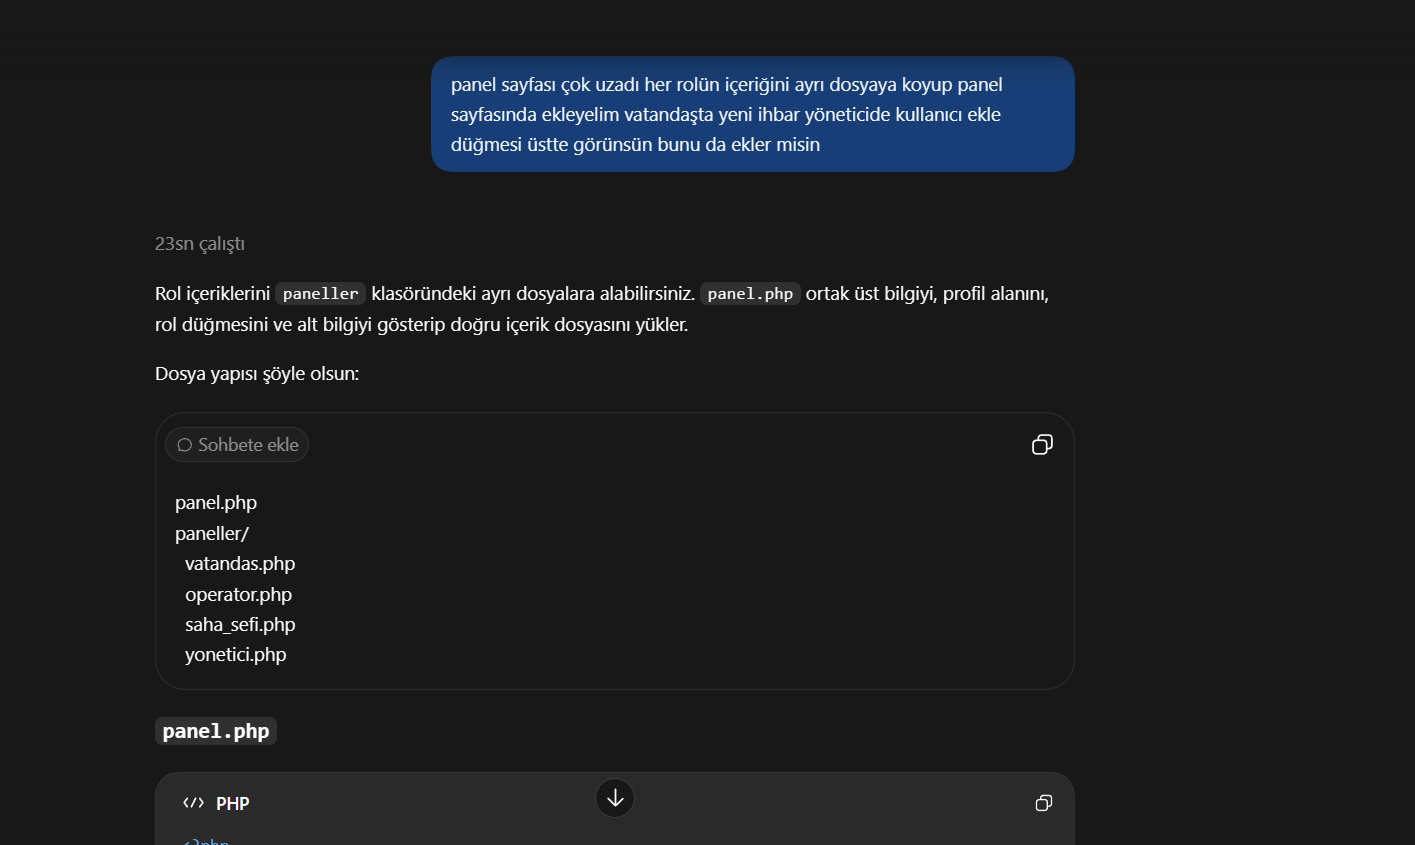 panel sayfası çok uzadı her rolün içeriğini ayrı dosyaya koyup panel
sayfasında ekleyelim vatandaşta yeni ihbar yöneticide kullanıcı ekle
düğmesi üstte görünsün bunu da ekler misin
23sn çalıştı
Rol içeriklerini paneller klasöründeki ayrı dosyalara alabilirsiniz. panel.php ortak üst bilgiyi, profil alanını,
rol düğmesini ve alt bilgiyi gösterip doğru içerik dosyasını yükler.
Dosya yapısı şöyle olsun:
Sohbete ekle
panel.php
paneller/
vatandas.php
operator.php
saha_sefi.php
yonetici.php
panel.php
</> PHP
<?php